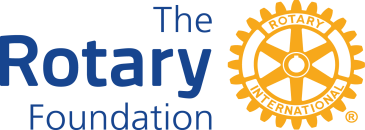 The
Rotary
Foundation
ROTARY
INTERNATIONAL
®